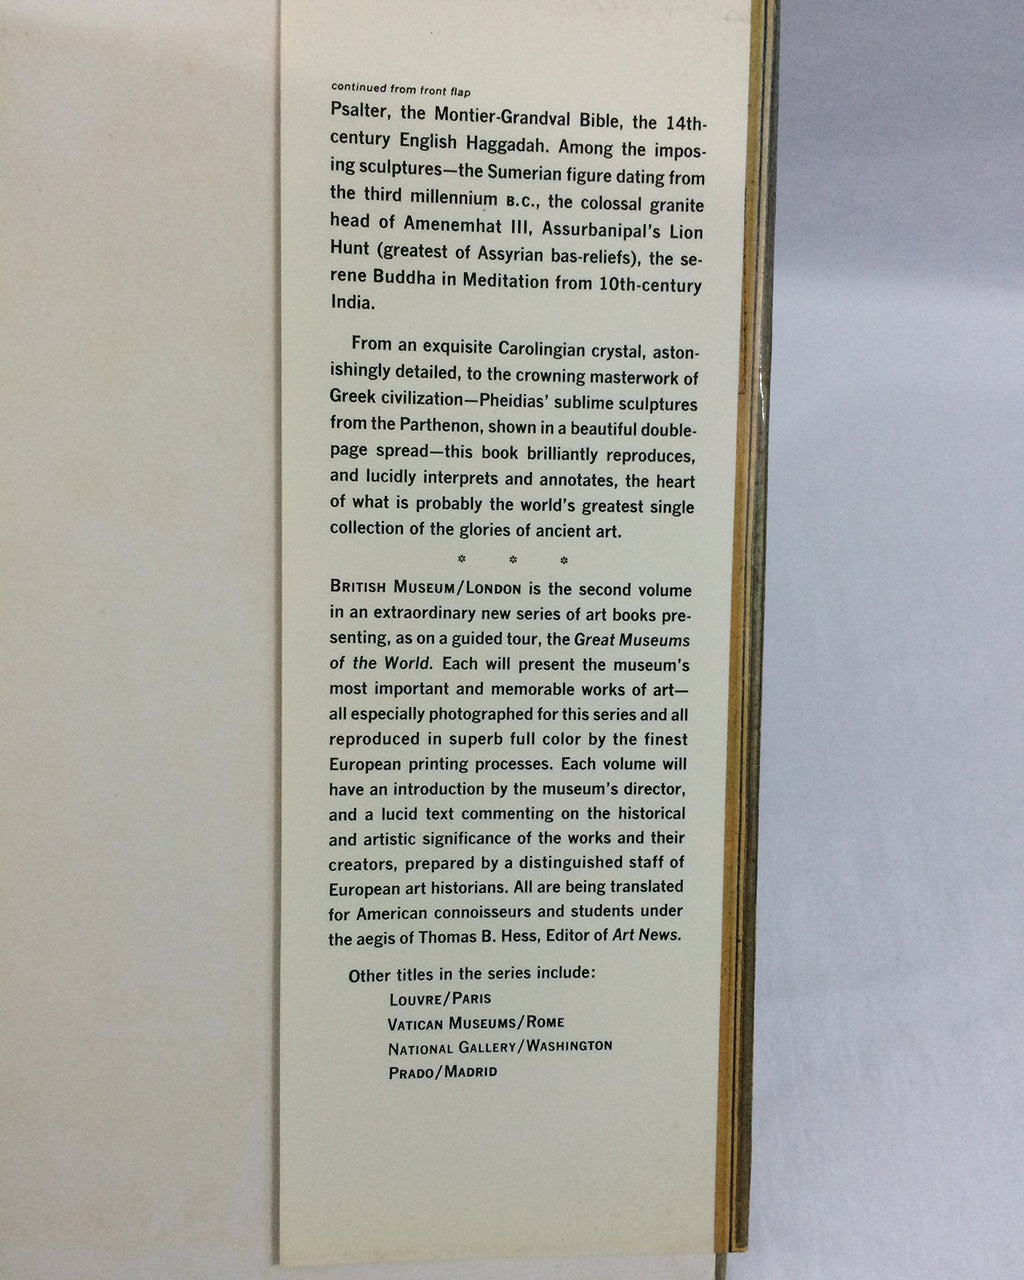 continued from front flap
Psalter, the Montier-Grandval Bible, the 14th-
century English Haggadah. Among the impos-
ing sculptures—the Sumerian figure dating from
the third millennium B.C., the colossal granite
head of Amenemhat III, Assurbanipal's Lion
Hunt (greatest of Assyrian bas-reliefs), the se-
rene Buddha in Meditation from 10th-century
India.
From an exquisite Carolingian crystal, aston-
ishingly detailed, to the crowning masterwork of
Greek civilization—Pheidias' sublime sculptures
from the Parthenon, shown in a beautiful double-
page spread—this book brilliantly reproduces,
and lucidly interprets and annotates, the heart
of what is probably the world's greatest single
collection of the glories of ancient art.
* * *
BRITISH MUSEUM/LONDON is the second volume
in an extraordinary new series of art books pre-
senting, as on a guided tour, the Great Museums
of the World. Each will present the museum's
most important and memorable works of art—
all especially photographed for this series and all
reproduced in superb full color by the finest
European printing processes. Each volume will
have an introduction by the museum's director,
and a lucid text commenting on the historical
and artistic significance of the works and their
creators, prepared by a distinguished staff of
European art historians. All are being translated
for American connoisseurs and students under
the aegis of Thomas B. Hess, Editor of Art News.
Other titles in the series include:
LOUVRE/PARIS
VATICAN MUSEUMS/ROME
NATIONAL GALLERY/WASHINGTON
PRADO/MADRID